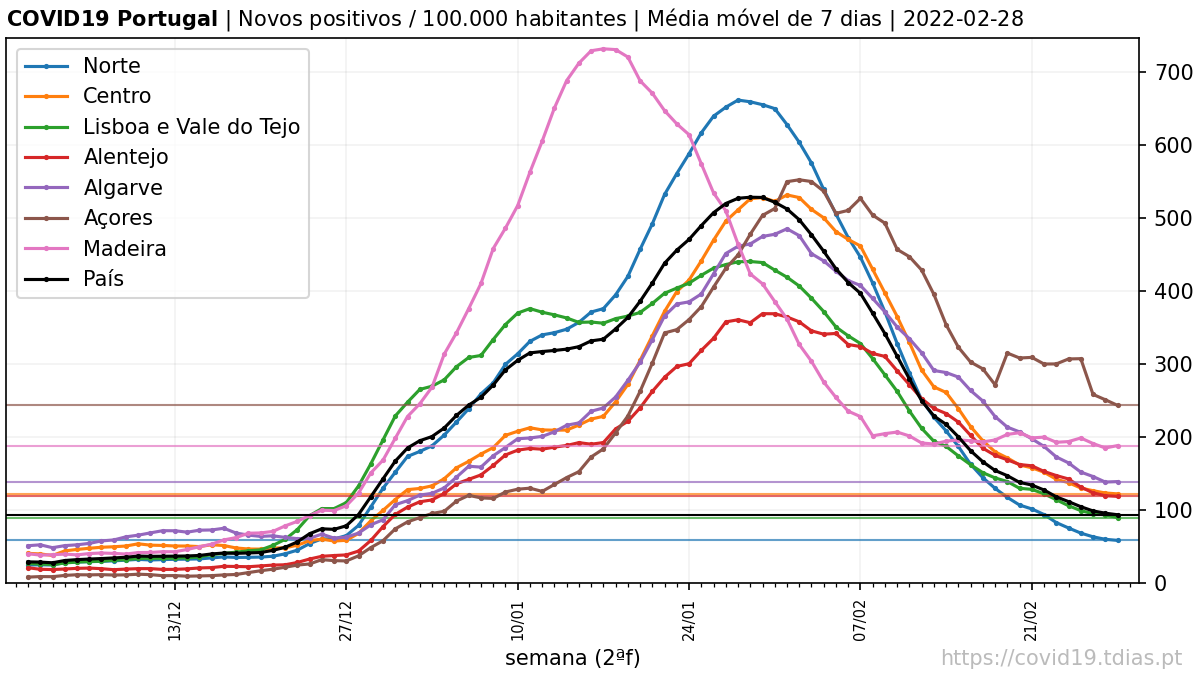 COVID19 Portugal | Novos positivos / 100.000 habitantes | Média móvel de 7 dias | 2022-02-28
Norte
Centro
Lisboa e Vale do Tejo
Alentejo
Algarve
Açores
Madeira
País
700
600
500
400
300
200
100
0
13/12
27/12
10/01
24/01
07/02
21/02
semana (2ªf)
https://covid19.tdias.pt